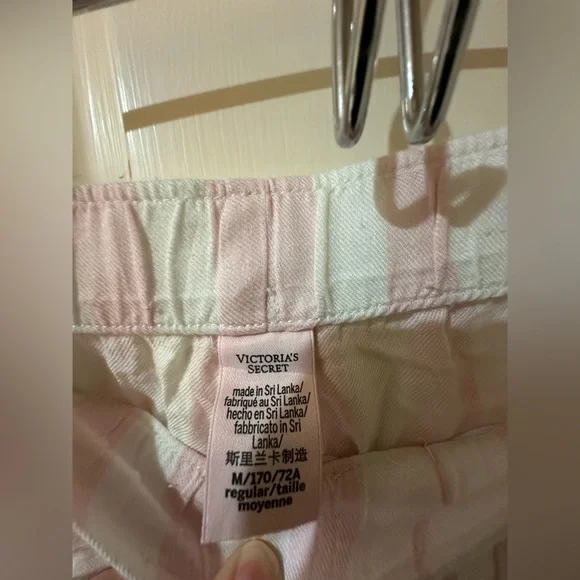 VICTORIA'S
SECRET
made in Sri Lanka/
fabriqué au Sri Lanka/
hecho en Sri Lanka/
fabbricato in Sri
Lanka/
斯里兰卡制造
M/170/72A
regular/taille
moyenne